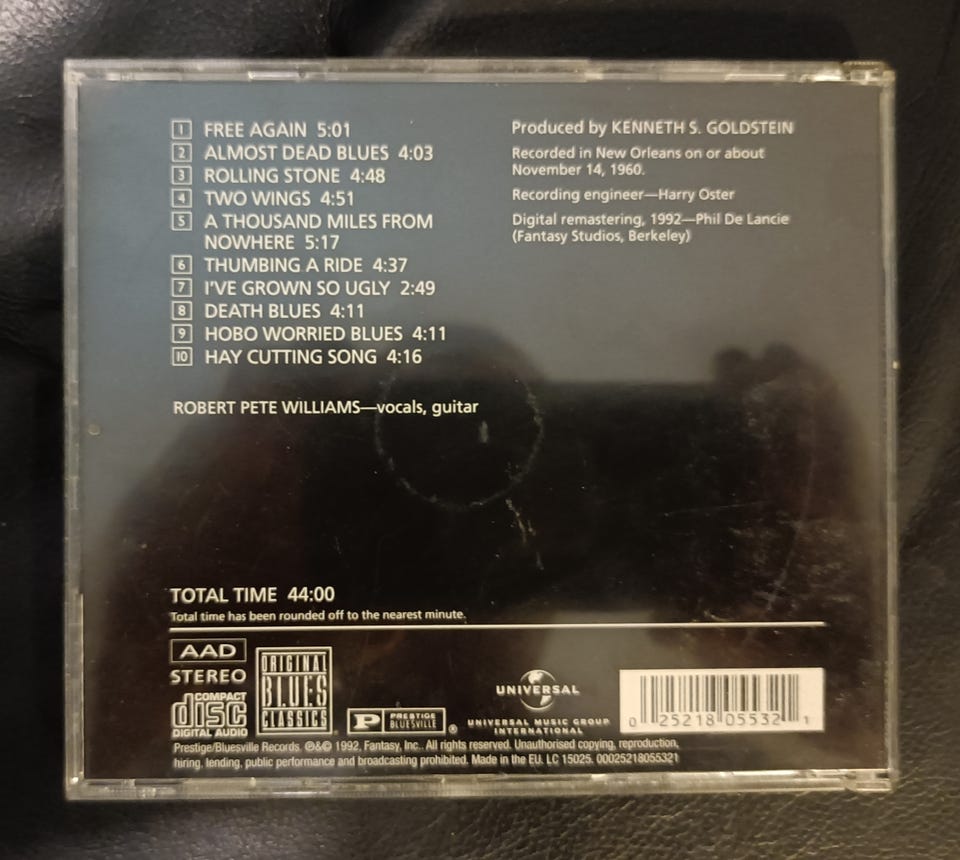 1 FREE AGAIN 5:01
2 ALMOST DEAD BLUES 4:03
3 ROLLING STONE 4:48
4 TWO WINGS 4:51
5 A THOUSAND MILES FROM
NOWHERE 5:17
6 THUMBING A RIDE 4:37
7 I'VE GROWN SO UGLY 2:49
8 DEATH BLUES 4:11
9 HOBO WORRIED BLUES 4:11
10 HAY CUTTING SONG 4:16
ROBERT PETE WILLIAMS—vocals, guitar
Produced by KENNETH S. GOLDSTEIN
Recorded in New Orleans on or about
November 14, 1960.
Recording engineer—Harry Oster
Digital remastering, 1992—Phil De Lancie
(Fantasy Studios, Berkeley)
TOTAL TIME 44:00
Total time has been rounded off to the nearest minute.
AAD
STEREO
COMPACT
disc
DIGITAL AUDIO
ORIGINAL
BLUES
CLASSICS
P PRESTIGE
BLUESVILLE ®
UNIVERSAL
UNIVERSAL MUSIC GROUP
INTERNATIONAL
0 25218 05532 1
Prestige/Bluesville Records. ℗&© 1992, Fantasy, Inc.. All rights reserved. Unauthorised copying, reproduction,
hiring, lending, public performance and broadcasting prohibited. Made in the EU. LC 15025. 00025218055321